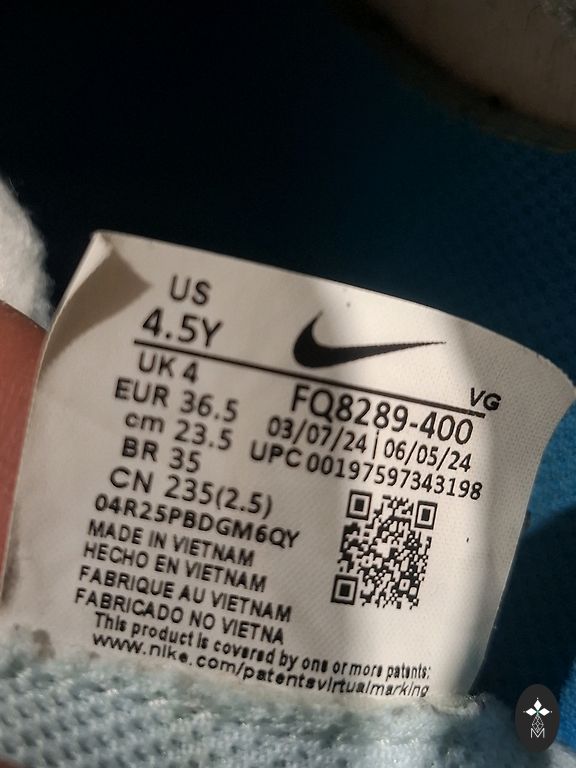 US
4.5Y
UK 4
EUR 36.5
cm 23.5
BR 35
CN 235(2.5)
VG
FQ8289-400
03/07/24 | 06/05/24
UPC 00197597343198
04R25PBDGM6QY
MADE IN VIETNAM
HECHO EN VIETNAM
FABRIQUE AU VIETNAM
FABRICADO NO VIETNA
This product is covered by one or more patents:
www.nike.com/patentsvirtualmarking
M